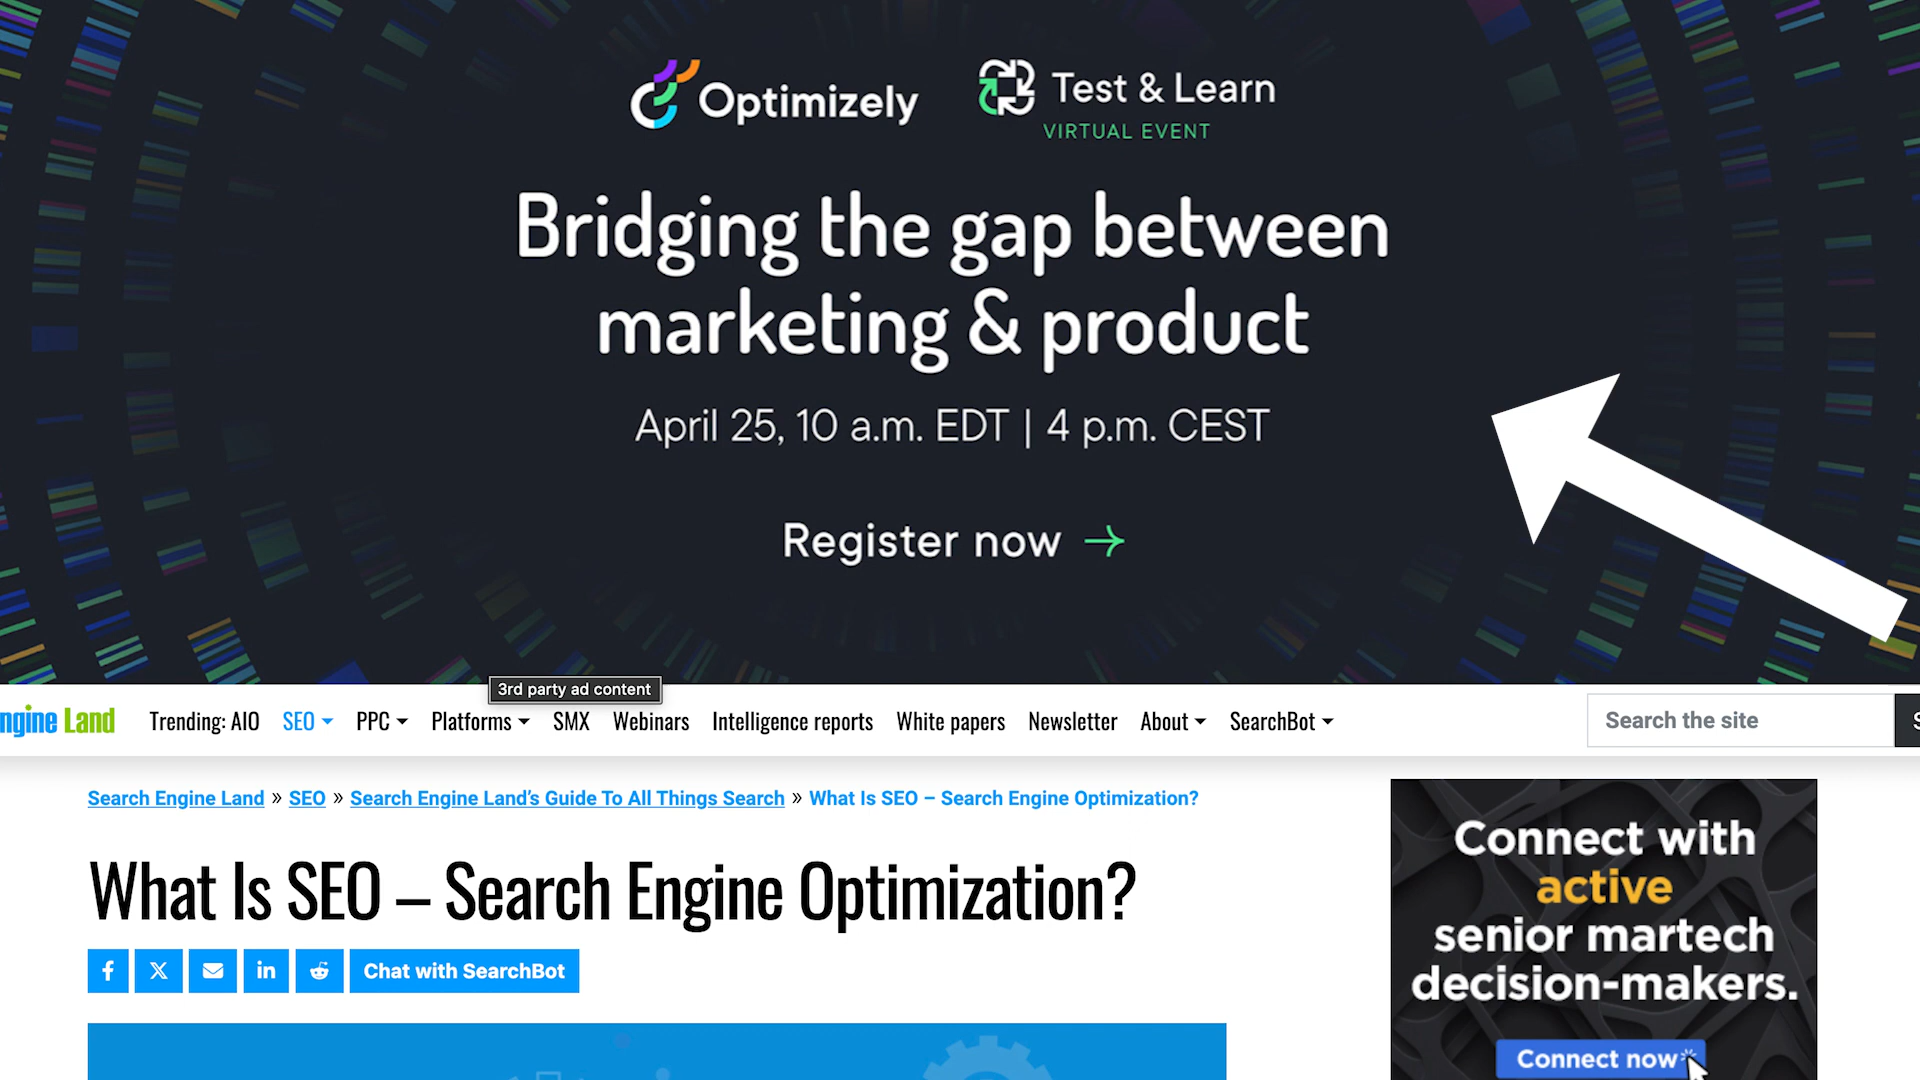 Optimizely
Test & Learn
VIRTUAL EVENT
Bridging the gap between
marketing & product
April 25, 10 a.m. EDT | 4 p.m. CEST
Register now →
3rd party ad content
ngine Land
Trending: AIO SEO PPC Platforms SMX Webinars Intelligence reports White papers Newsletter About SearchBot
Search the site
S
Search Engine Land » SEO » Search Engine Land's Guide To All Things Search » What Is SEO – Search Engine Optimization?
What Is SEO – Search Engine Optimization?
Chat with SearchBot
Connect with
active
senior martech
decision-makers.
Connect now